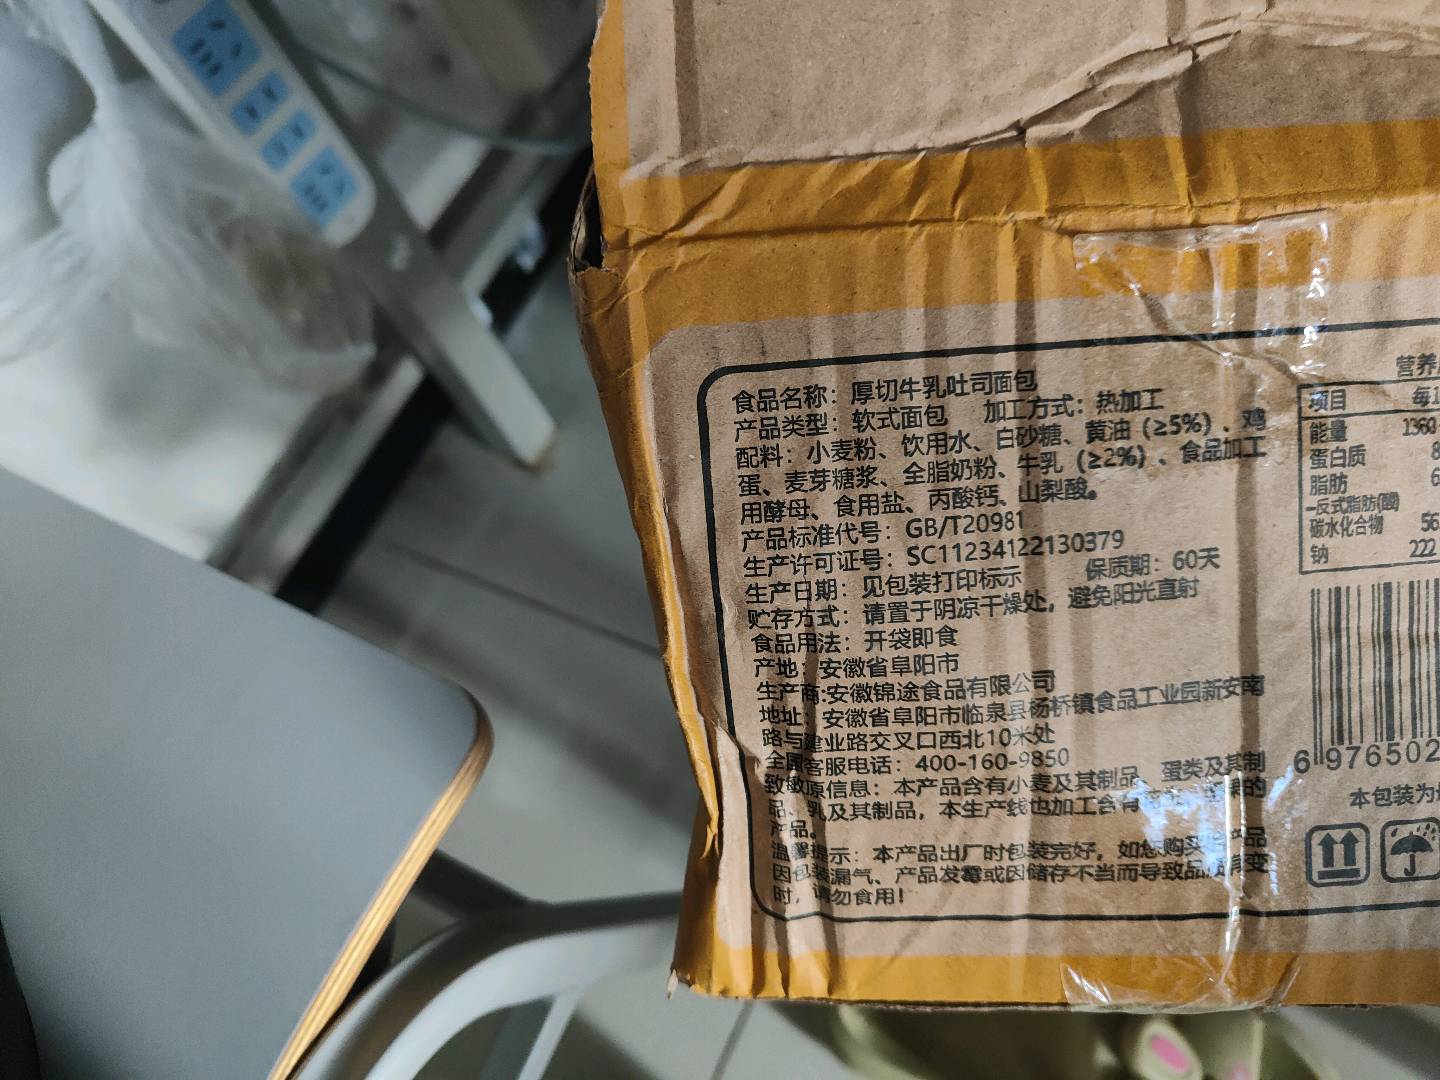 食品名称：厚切牛乳吐司面包
产品类型：软式面包 加工方式：热加工
配料：小麦粉、饮用水、白砂糖、黄油（≥5%）、鸡
蛋、麦芽糖浆、全脂奶粉、牛乳（≥2%）、食品加工
用酵母、食用盐、丙酸钙、山梨酸。
产品标准代号：GB/T20981
生产许可证号：SC11234122130379
生产日期：见包装打印标示 保质期：60天
贮存方式：请置于阴凉干燥处，避免阳光直射
食品用法：开袋即食
产地：安徽省阜阳市
生产商:安徽锦途食品有限公司
地址：安徽省阜阳市临泉县杨桥镇食品工业园新安南
路与建业路交叉口西北10米处
全国客服电话：400-160-9850
致敏原信息：本产品含有小麦及其制品、蛋类及其制
品、乳及其制品，本生产线也加工含有 的
产品。
温馨提示：本产品出厂时包装完好，如您购买 产品
因包装漏气、产品发霉或因储存不当而导致品质 变
时，请勿食用！
营养
项目 每1
能量 1360
蛋白质 8
脂肪 6
-反式脂肪(酸)
碳水化合物 56
钠 222
6 976502
本包装为